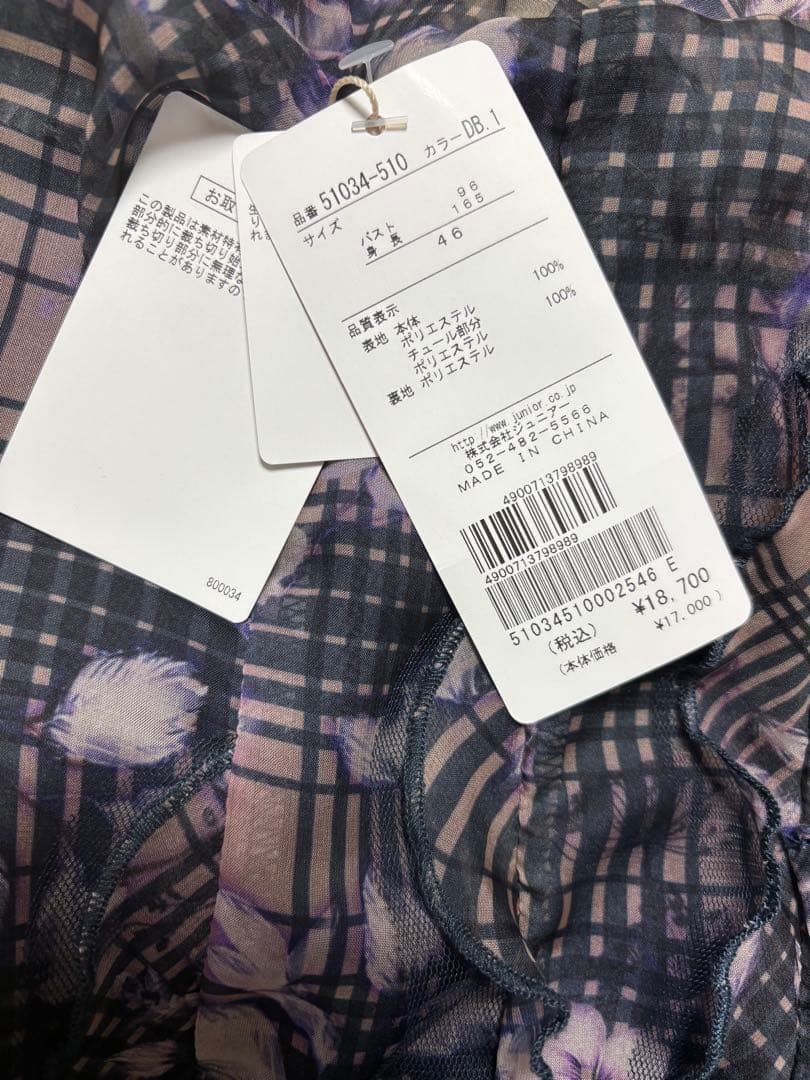 お取
この製品は素材特
部分的に裁ち切り始
裁ち切り部分に無理な
れることがありますの
800034
品番 51034-510 カラー DB.1
サイズ
バスト 96
身長 165
46
品質表示
表地 本体
ポリエステル 100%
チュール部分
ポリエステル 100%
裏地 ポリエステル
http://www.junior.co.jp
株式会社ジュニアー
052-482-5566
MADE IN CHINA
4900713798989
4900713798989
51034510002546 E
(税込) ¥18,700
(本体価格 ¥17,000)